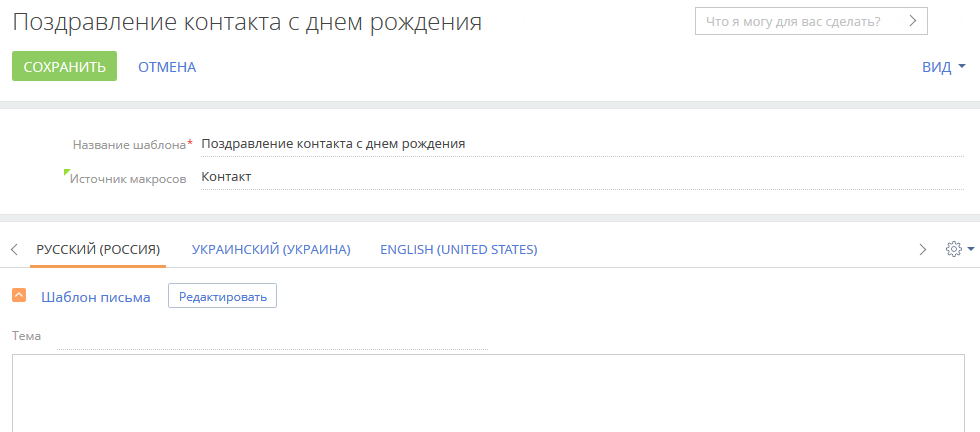 Поздравление контакта с днем рождения
Что я могу для вас сделать?
СОХРАНИТЬ ОТМЕНА ВИД
Название шаблона* Поздравление контакта с днем рождения
Источник макросов Контакт
РУССКИЙ (РОССИЯ) УКРАИНСКИЙ (УКРАИНА) ENGLISH (UNITED STATES)
Шаблон письма Редактировать
Тема